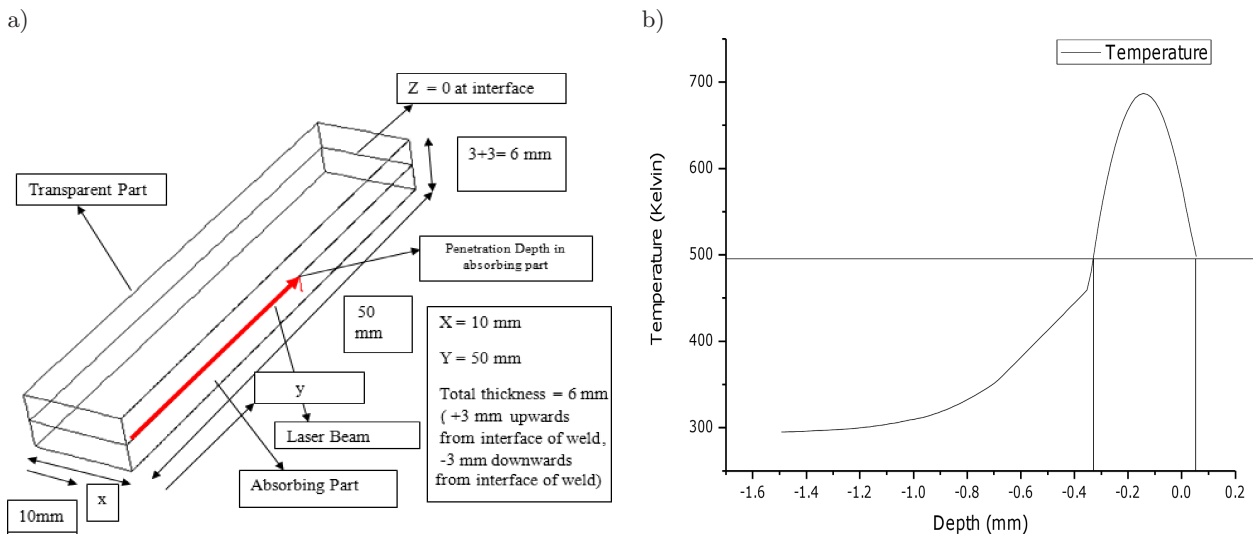 a)
Z = 0 at interface
3+3= 6 mm
Transparent Part
Penetration Depth in
absorbing part
50
mm
X = 10 mm
Y = 50 mm
Total thickness = 6 mm
( +3 mm upwards
from interface of weld,
-3 mm downwards
from interface of weld)
y
Laser Beam
Absorbing Part
x
10mm
b)
Temperature
Temperature (Kelvin)
700
600
500
400
300
-1.6
-1.4
-1.2
-1.0
-0.8
-0.6
-0.4
-0.2
0.0
0.2
Depth (mm)